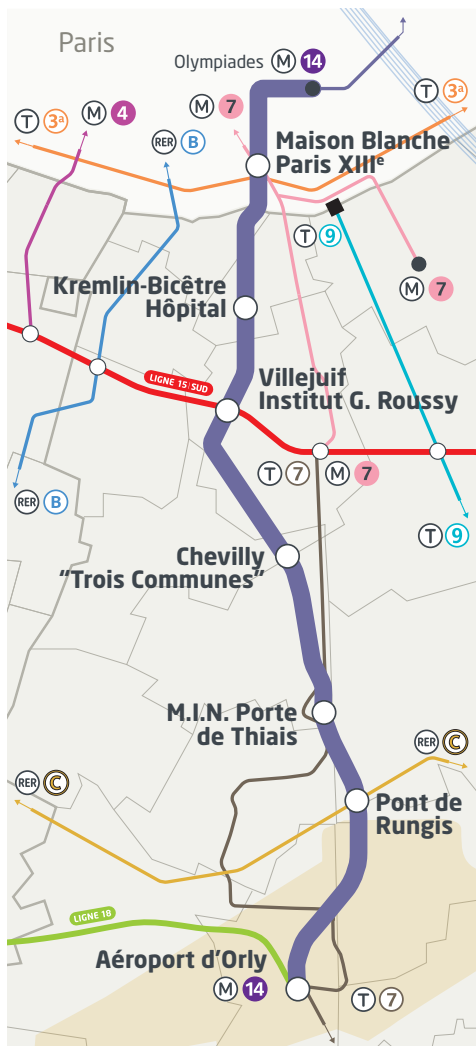 Paris
Olympiades M 14
M 7
T 3a
T 3a
M 4
RER B
Maison Blanche
Paris XIIIe
T 9
M 7
Kremlin-Bicêtre
Hôpital
LIGNE 15 SUD
Villejuif
Institut G. Roussy
T 7 M 7
RER B
T 9
Chevilly
“Trois Communes”
M.I.N. Porte
de Thiais
RER C
RER C
Pont de
Rungis
LIGNE 18
Aéroport d’Orly
M 14
T 7